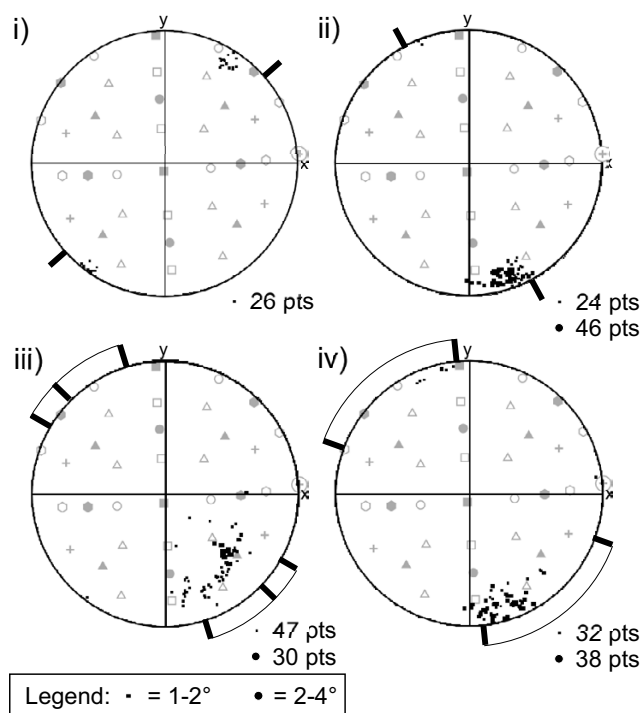 i)
y
x
26 pts
ii)
y
x
24 pts
46 pts
iii)
y
x
47 pts
30 pts
iv)
y
x
32 pts
38 pts
Legend: = 1-2° = 2-4°